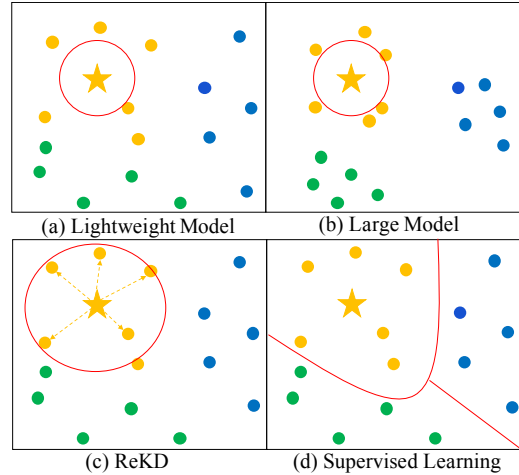 (a) Lightweight Model
(b) Large Model
(c) ReKD
(d) Supervised Learning